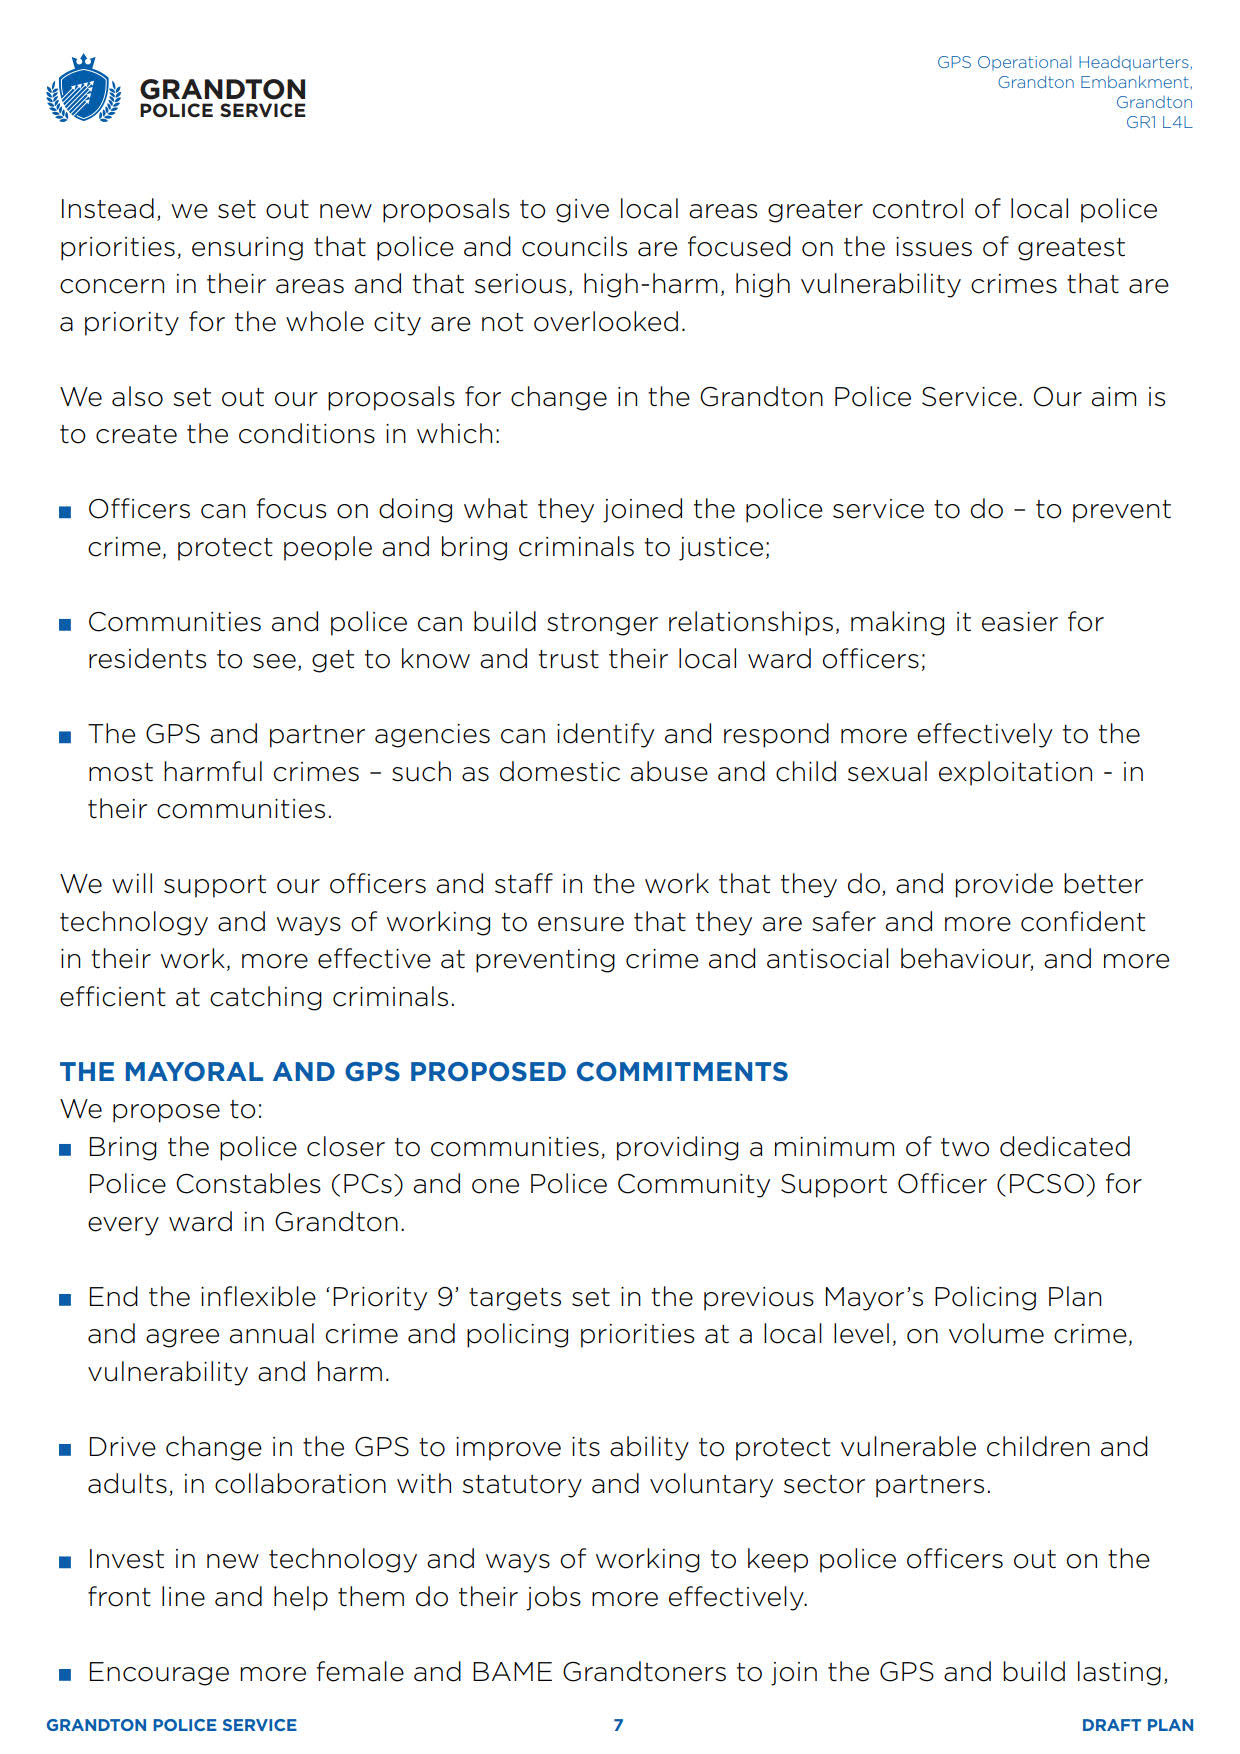 GRANDTON
POLICE SERVICE
GPS Operational Headquarters,
Grandton Embankment,
Grandton
GR1 L4L
Instead, we set out new proposals to give local areas greater control of local police
priorities, ensuring that police and councils are focused on the issues of greatest
concern in their areas and that serious, high-harm, high vulnerability crimes that are
a priority for the whole city are not overlooked.
We also set out our proposals for change in the Grandton Police Service. Our aim is
to create the conditions in which:
■ Officers can focus on doing what they joined the police service to do – to prevent
crime, protect people and bring criminals to justice;
■ Communities and police can build stronger relationships, making it easier for
residents to see, get to know and trust their local ward officers;
■ The GPS and partner agencies can identify and respond more effectively to the
most harmful crimes – such as domestic abuse and child sexual exploitation - in
their communities.
We will support our officers and staff in the work that they do, and provide better
technology and ways of working to ensure that they are safer and more confident
in their work, more effective at preventing crime and antisocial behaviour, and more
efficient at catching criminals.
THE MAYORAL AND GPS PROPOSED COMMITMENTS
We propose to:
■ Bring the police closer to communities, providing a minimum of two dedicated
Police Constables (PCs) and one Police Community Support Officer (PCSO) for
every ward in Grandton.
■ End the inflexible ‘Priority 9’ targets set in the previous Mayor’s Policing Plan
and agree annual crime and policing priorities at a local level, on volume crime,
vulnerability and harm.
■ Drive change in the GPS to improve its ability to protect vulnerable children and
adults, in collaboration with statutory and voluntary sector partners.
■ Invest in new technology and ways of working to keep police officers out on the
front line and help them do their jobs more effectively.
■ Encourage more female and BAME Grandtoners to join the GPS and build lasting,
GRANDTON POLICE SERVICE
7
DRAFT PLAN